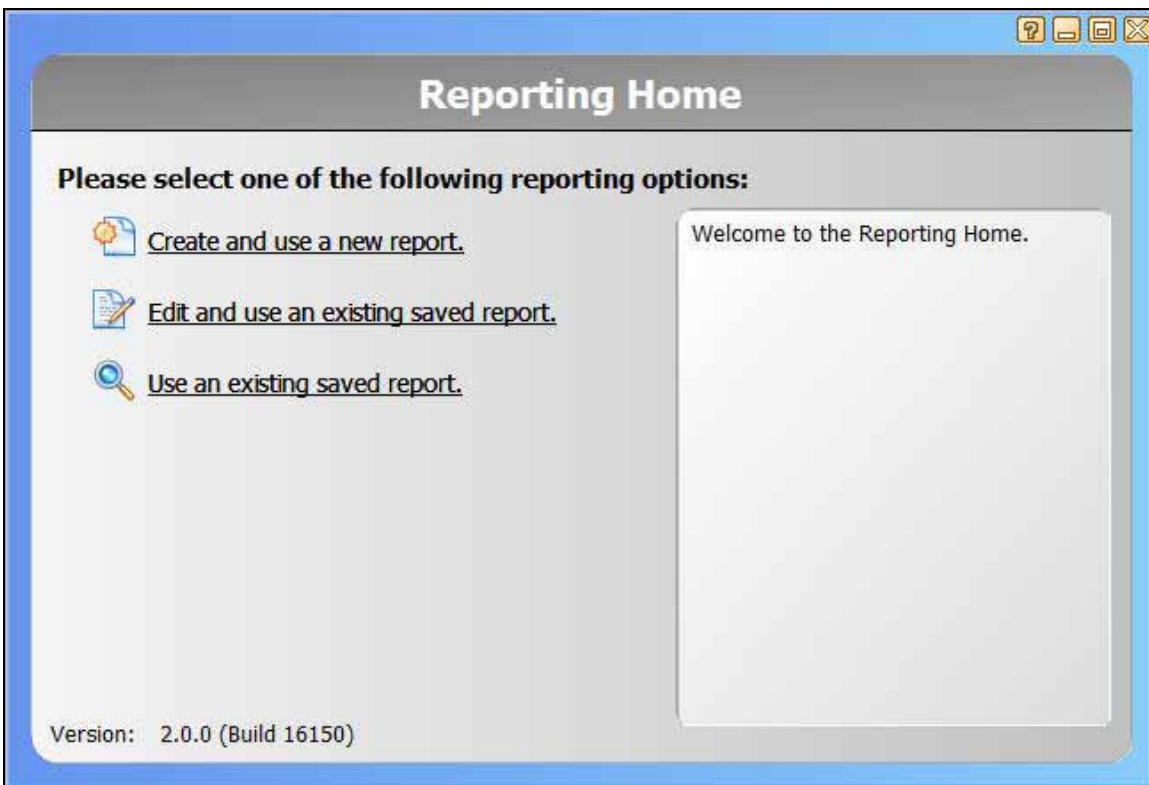 Reporting Home
Please select one of the following reporting options:
Create and use a new report.
Edit and use an existing saved report.
Use an existing saved report.
Welcome to the Reporting Home.
Version: 2.0.0 (Build 16150)